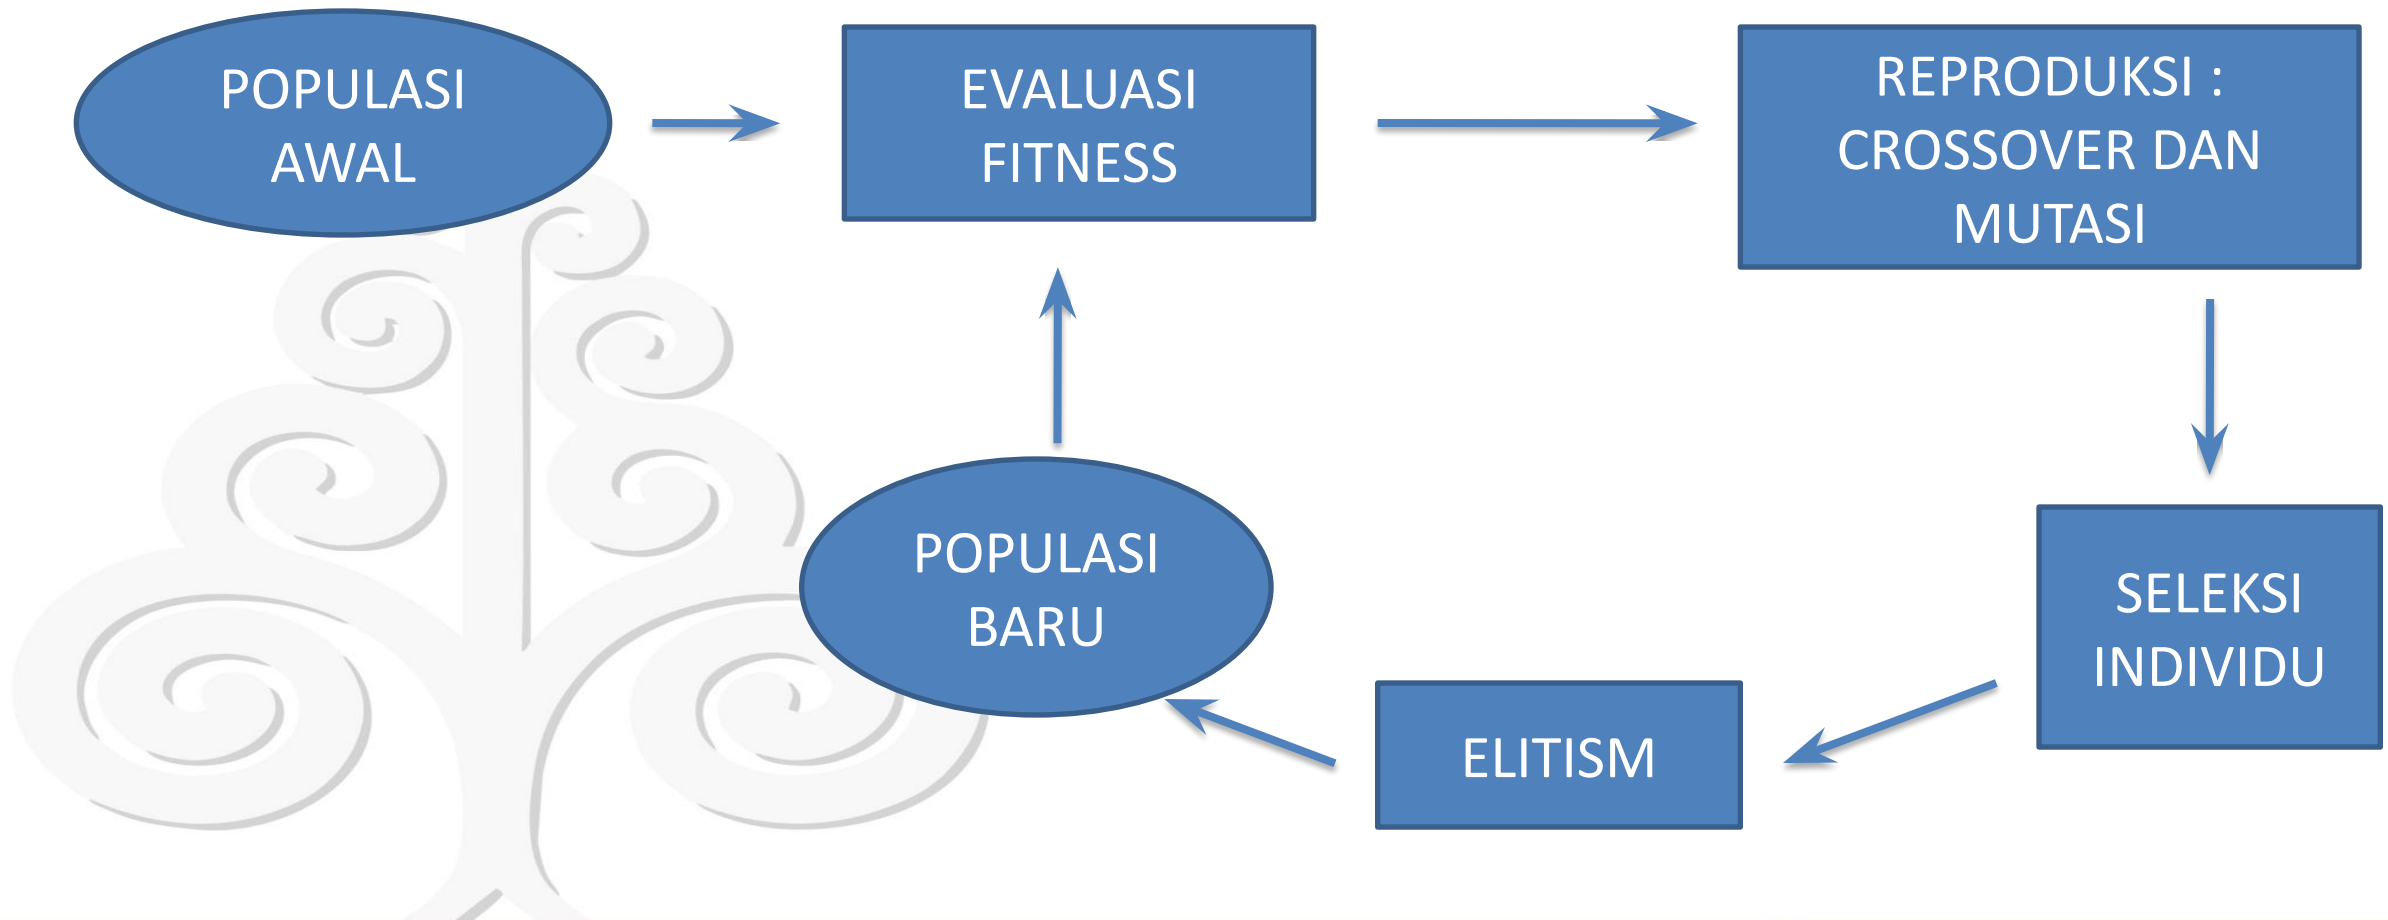 POPULASI
AWAL
EVALUASI
FITNESS
REPRODUKSI :
CROSSOVER DAN
MUTASI
SELEKSI
INDIVIDU
ELITISM
POPULASI
BARU